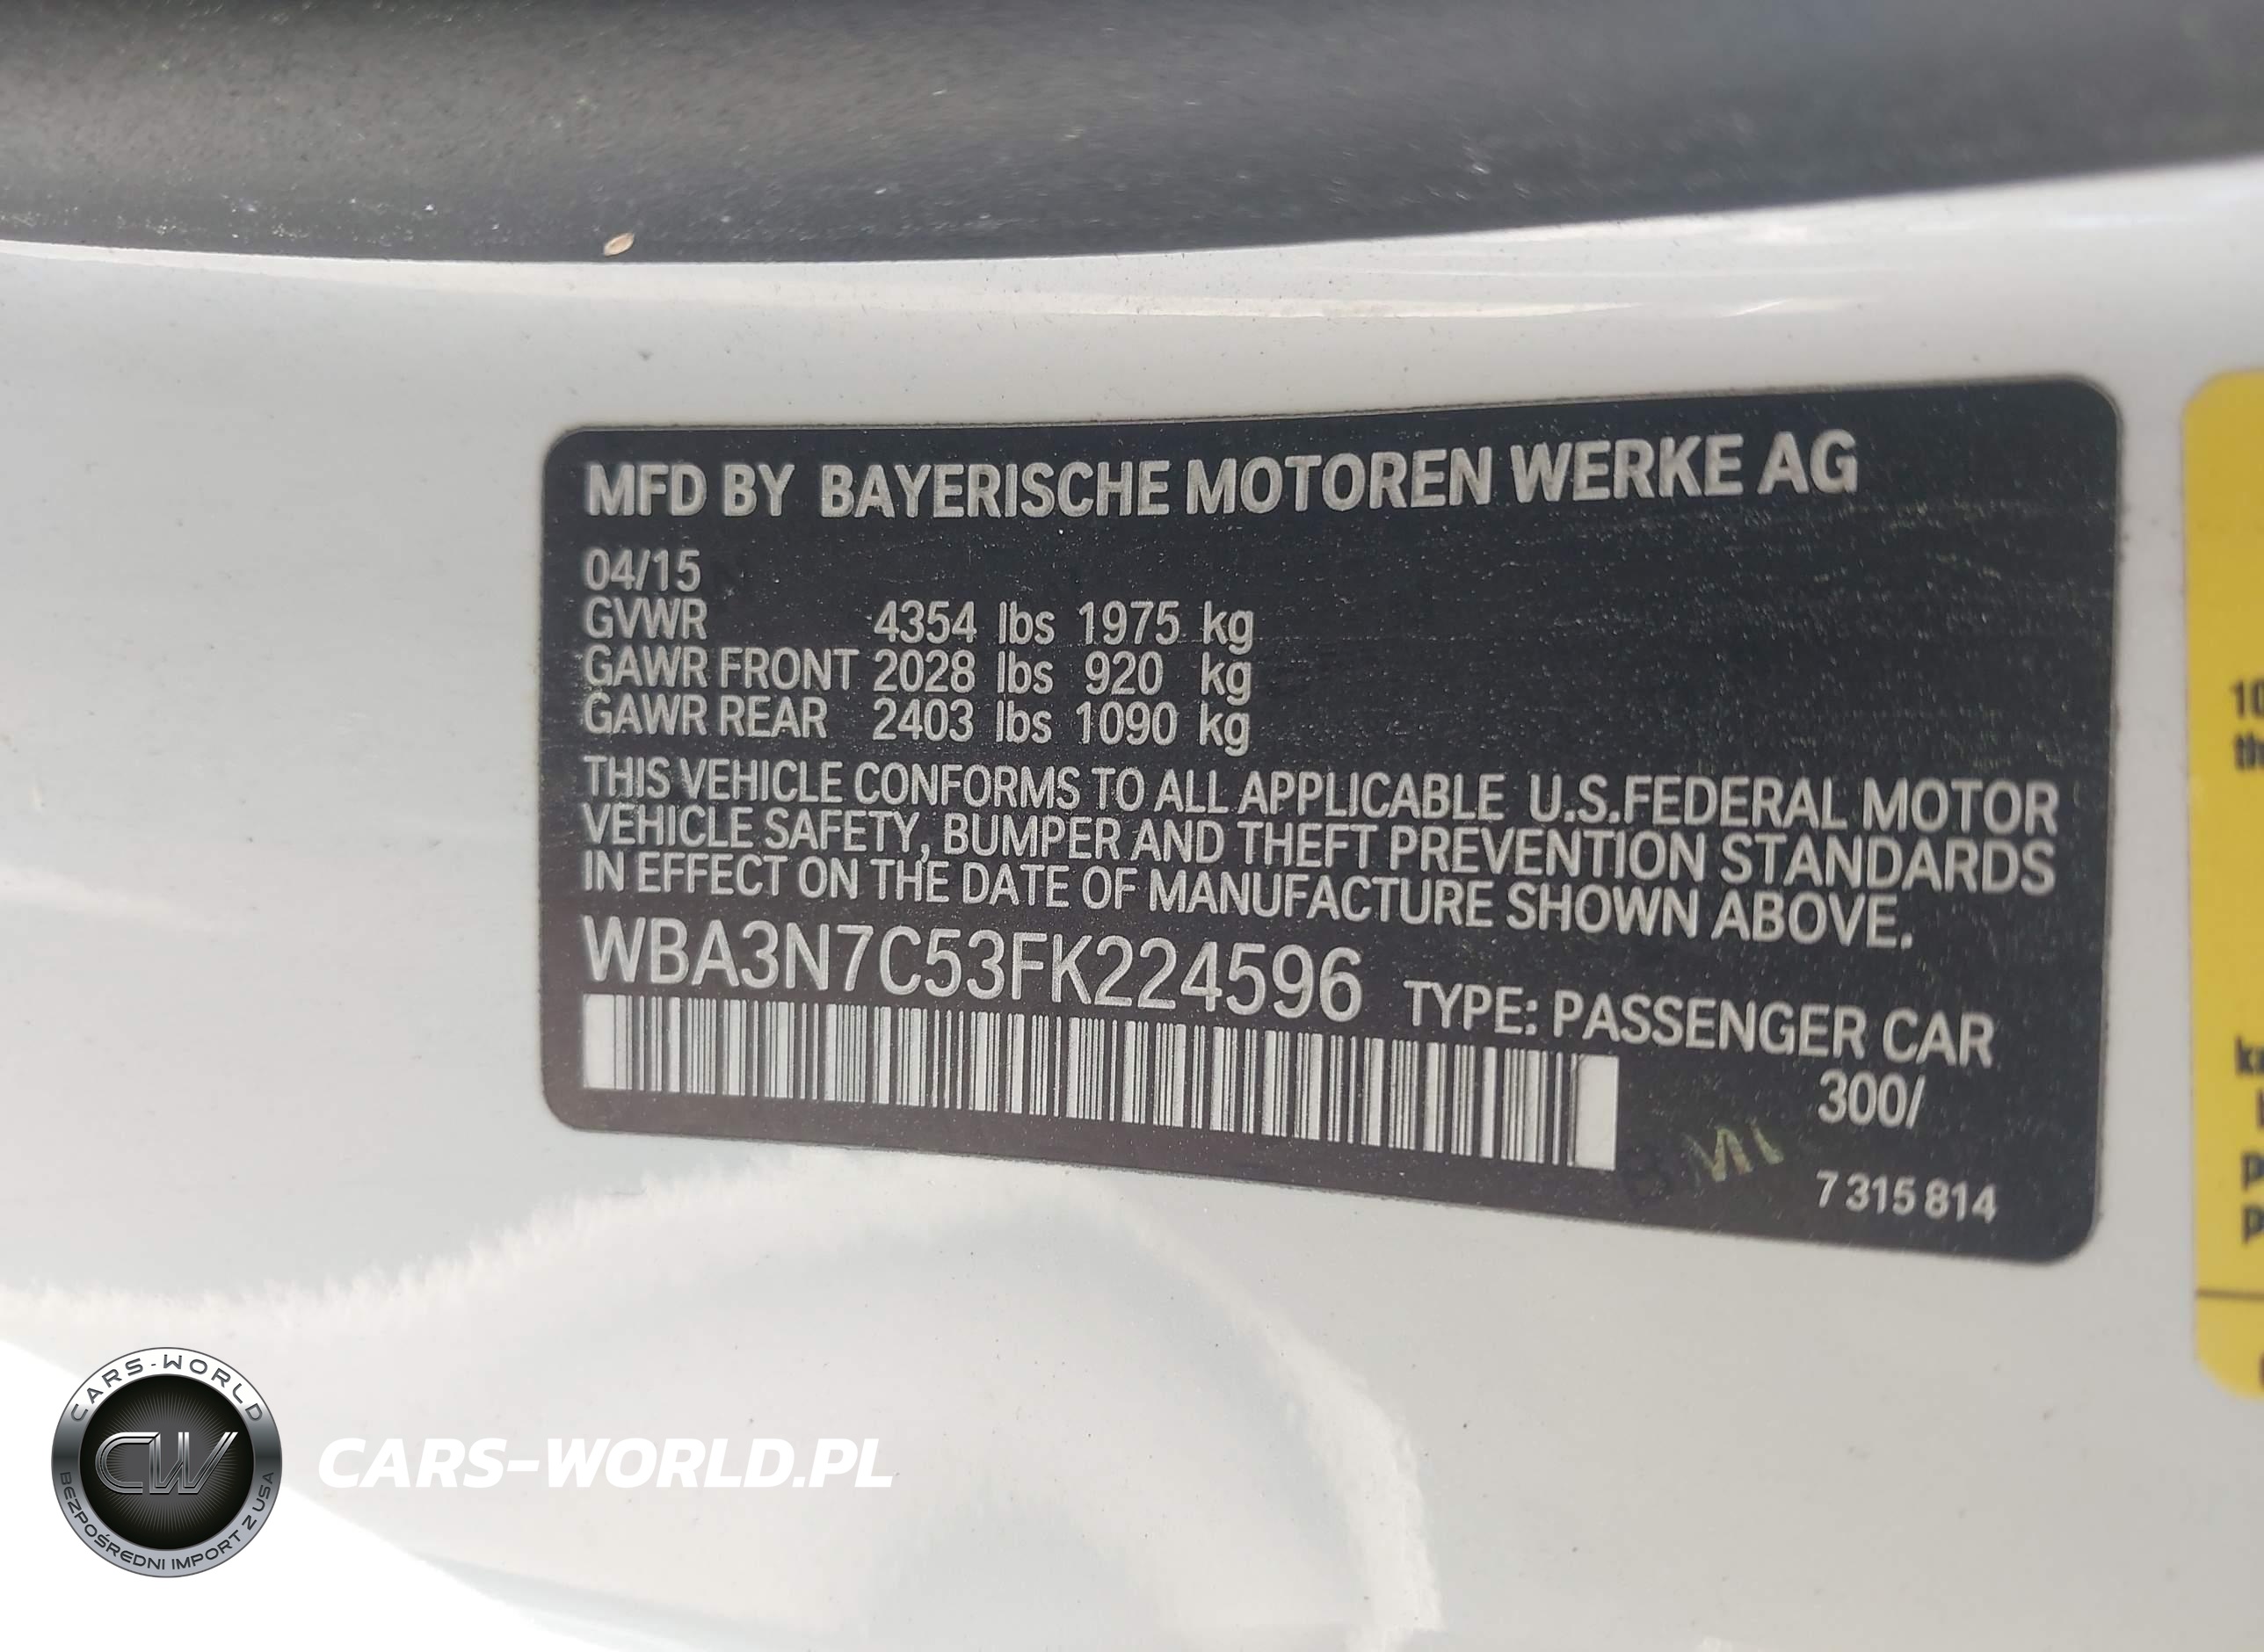 MFD BY BAYERISCHE MOTOREN WERKE AG
04/15
GVWR 4354 lbs 1975 kg
GAWR FRONT 2028 lbs 920 kg
GAWR REAR 2403 lbs 1090 kg
THIS VEHICLE CONFORMS TO ALL APPLICABLE U.S.FEDERAL MOTOR
VEHICLE SAFETY, BUMPER AND THEFT PREVENTION STANDARDS
IN EFFECT ON THE DATE OF MANUFACTURE SHOWN ABOVE.
WBA3N7C53FK224596 TYPE: PASSENGER CAR
300/
7 315 814
10
CARS-WORLD
CW
BEZPOŚREDNI IMPORT Z USA
CARS-WORLD.PL